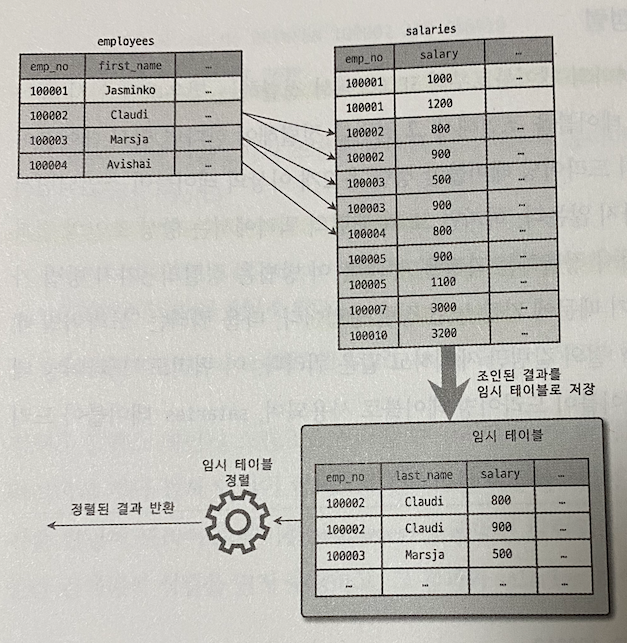 employees
emp_no first_name …
100001 Jasminko …
100002 Claudi …
100003 Marsja …
100004 Avishai …
salaries
emp_no salary …
100001 1000
100001 1200
100002 800 …
100002 900 …
100003 500 …
100003 900 …
100004 800 …
100005 900 …
100005 1100 …
100007 3000 …
100010 3200 …
조인된 결과를
임시 테이블로 저장
임시 테이블
emp_no last_name salary …
100002 Claudi 800 …
100002 Claudi 900 …
100003 Marsja 500 …
… … … …
임시 테이블
정렬
정렬된 결과 반환